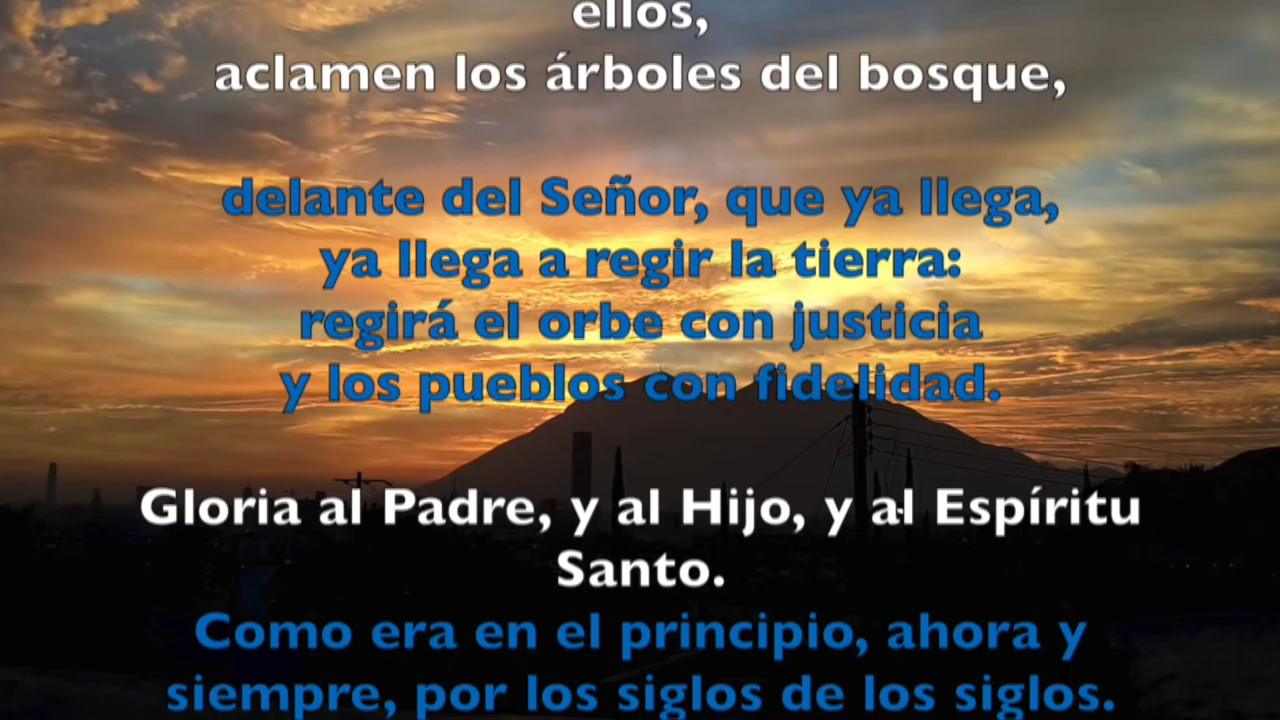 ellos,
aclamen los árboles del bosque,
delante del Señor, que ya llega,
ya llega a regir la tierra:
regirá el orbe con justicia
y los pueblos con fidelidad.
Gloria al Padre, y al Hijo, y al Espíritu
Santo.
Como era en el principio, ahora y
siempre, por los siglos de los siglos.